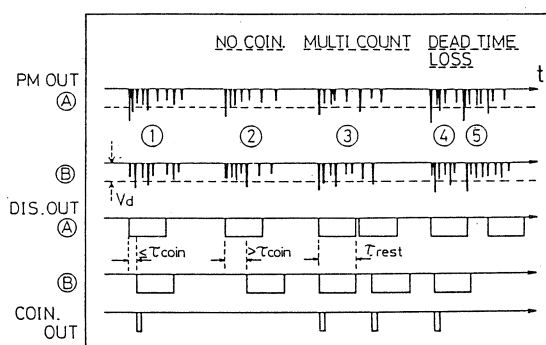 NO COIN. MULTI COUNT DEAD TIME LOSS
PM OUT
t
Ⓐ
① ② ③ ④ ⑤
Ⓑ
Vd
DIS.OUT
Ⓐ
≤τcoin >τcoin τrest
Ⓑ
COIN.
OUT